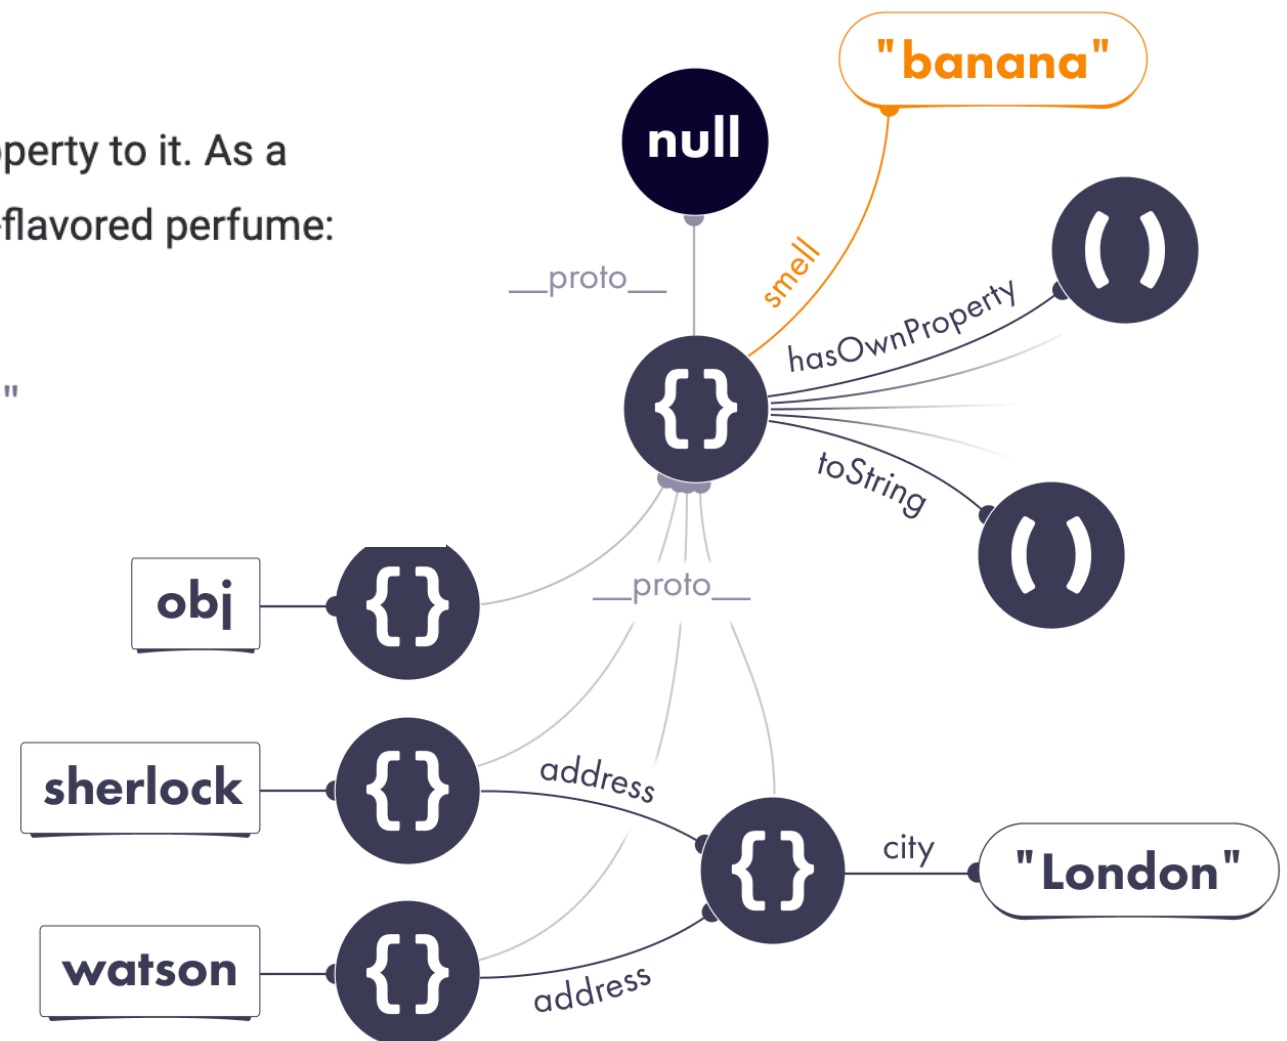 "banana"
null
operty to it. As a
-flavored perfume:
__proto__
smell
hasOwnProperty
"
{}
()
toString
()
obj
{}
__proto__
sherlock
{}
address
{}
city
"London"
watson
{}
address